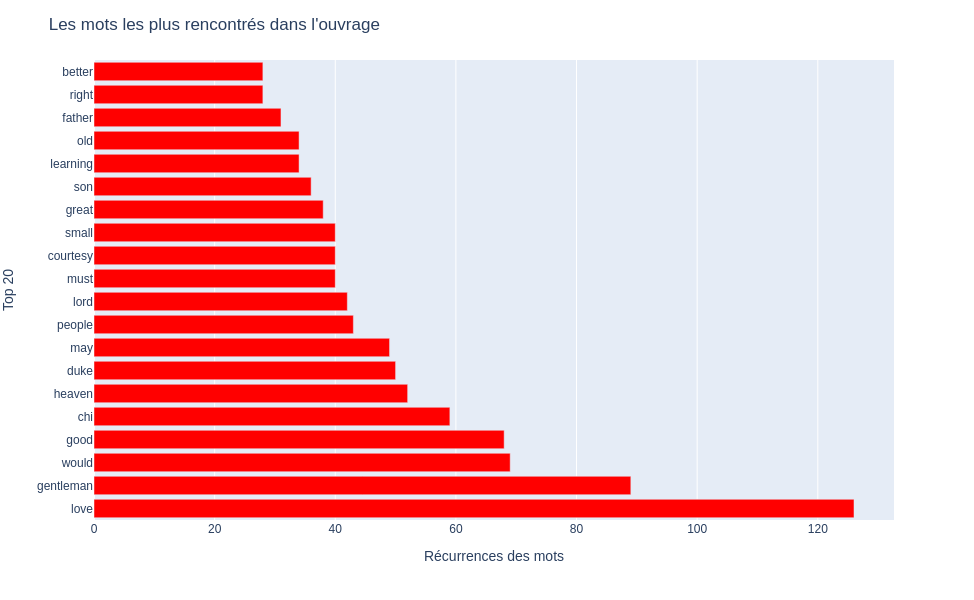 Les mots les plus rencontrés dans l'ouvrage
better
right
father
old
learning
son
great
small
courtesy
must
lord
people
may
duke
heaven
chi
good
would
gentleman
love
Top 20
0 20 40 60 80 100 120
Récurrences des mots